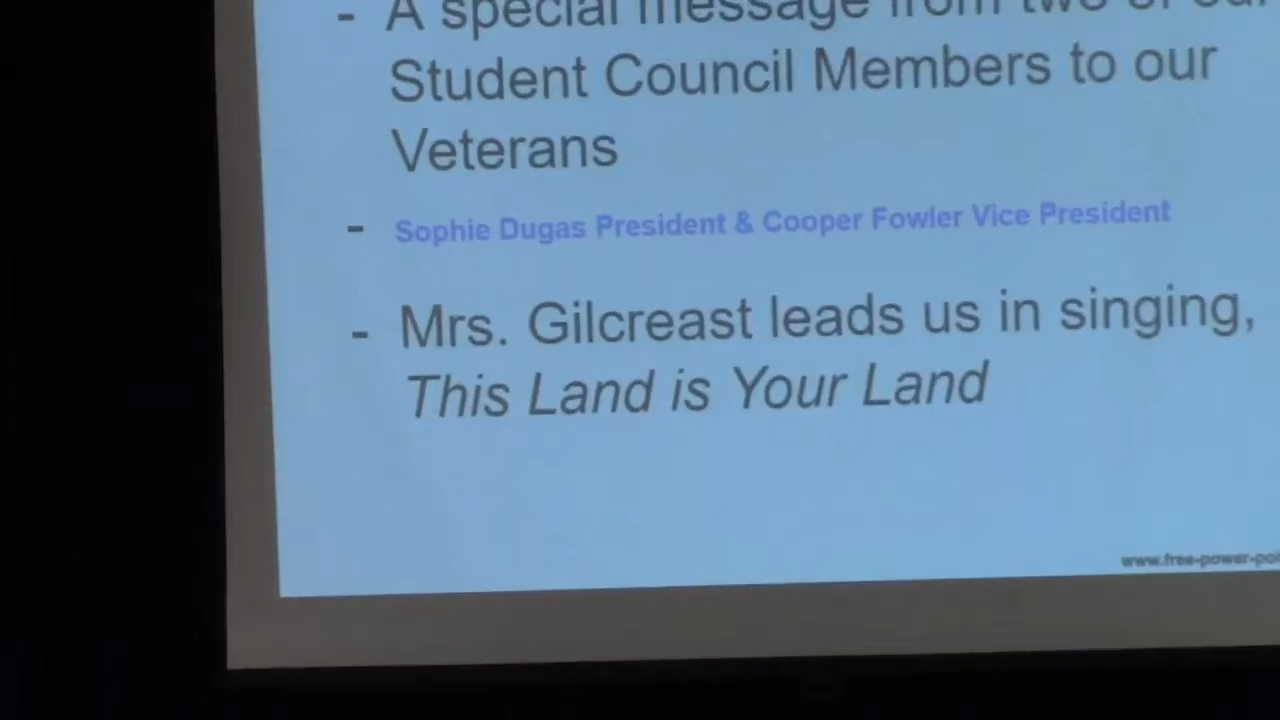 - A special message from two of our
Student Council Members to our
Veterans
- Sophie Dugas President & Cooper Fowler Vice President
- Mrs. Gilcreast leads us in singing,
This Land is Your Land
www.free-power-poi